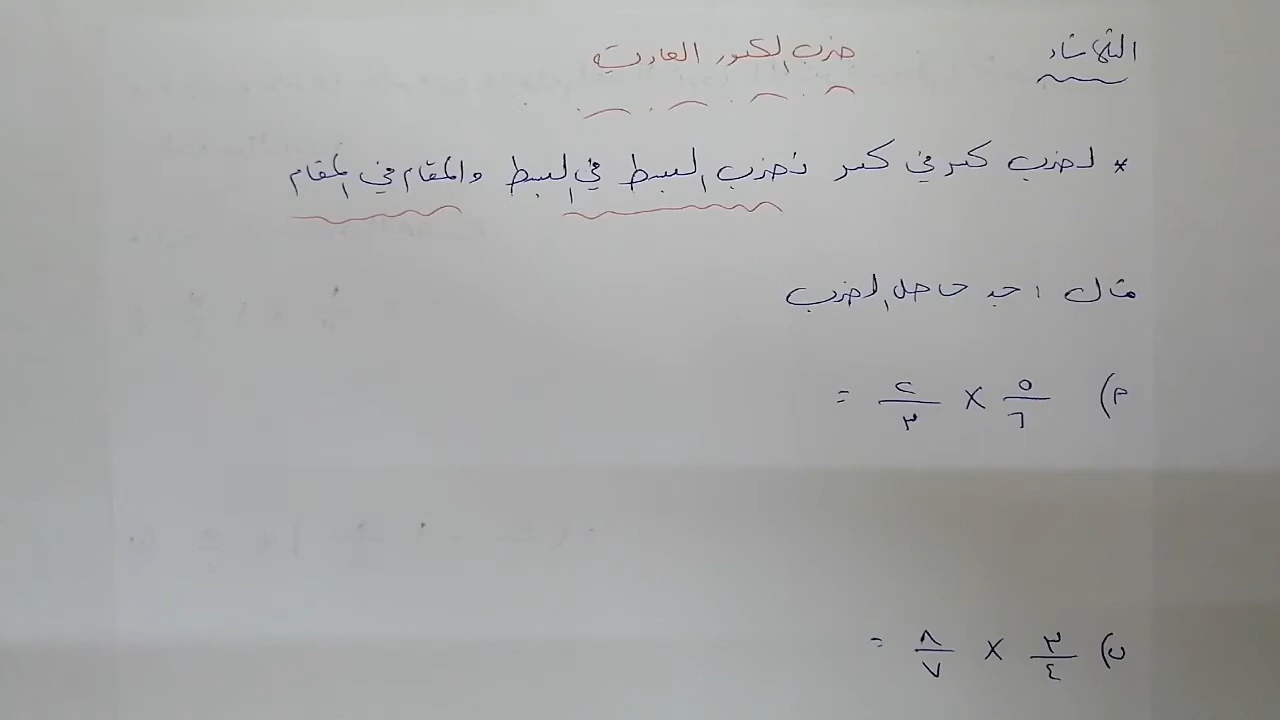 ضرب الكسور العادية
* لضرب كسر في كسر نضرب البسط في البسط والمقام في المقام
مثال : جد حاصل الضرب
أ) ٥/٦ × ٢/٣ =
ب) ٣/٤ × ٨/٧ =